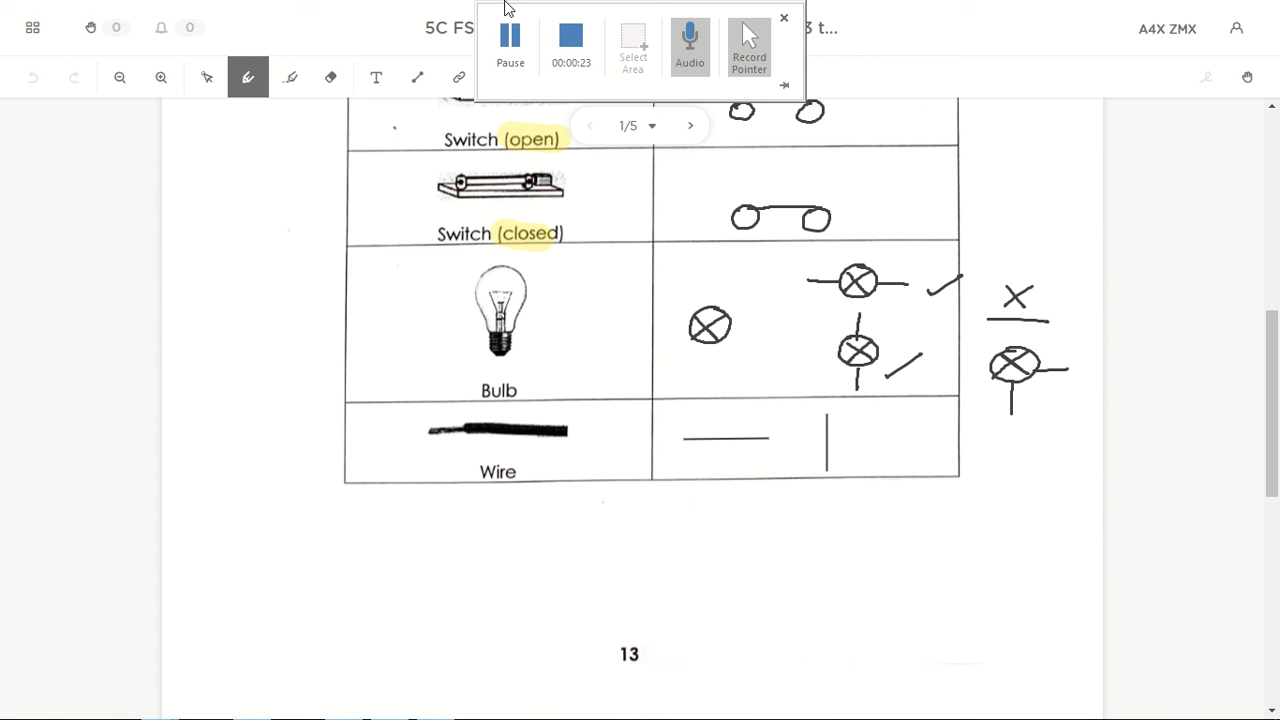 0
0
5C FS
3 t...
A4X ZMX
Pause
00:00:23
Select
Area
Audio
Record
Pointer
T
1/5
Switch (open)
Switch (closed)
Bulb
Wire
13